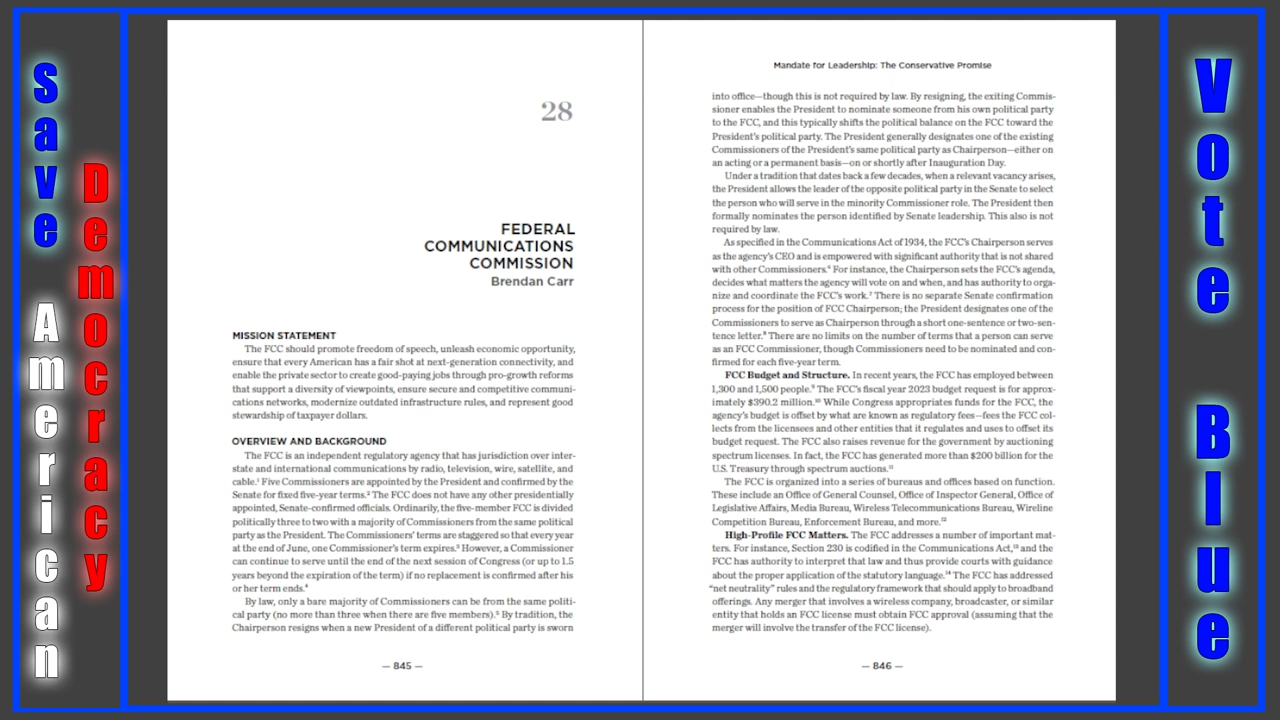 Save
American
Democracy
28
FEDERAL
COMMUNICATIONS
COMMISSION
Brendan Carr
MISSION STATEMENT
The FCC should promote freedom of speech, unleash economic opportunity,
ensure that every American has a fair shot at next-generation connectivity, and
enable the private sector to create good-paying jobs through pro-growth reforms
that support a diversity of viewpoints, ensure secure and competitive communi-
cations networks, modernize outdated infrastructure rules, and represent good
stewardship of taxpayer dollars.
OVERVIEW AND BACKGROUND
The FCC is an independent regulatory agency that has jurisdiction over inter-
state and international communications by radio, television, wire, satellite, and
cable.¹ Five Commissioners are appointed by the President and confirmed by the
Senate for fixed five-year terms.² The FCC does not have any other presidentially
appointed, Senate-confirmed officials. Ordinarily, the five-member FCC is divided
politically three to two with a majority of Commissioners from the same political
party as the President. The Commissioners' terms are staggered so that every year
at the end of June, one Commissioner's term expires.³ However, a Commissioner
can continue to serve until the end of the next session of Congress (or up to 1.5
years beyond the expiration of the term) if no replacement is confirmed after his
or her term ends.⁴
By law, only a bare majority of Commissioners can be from the same politi-
cal party (no more than three when there are five members).⁵ By tradition, the
Chairperson resigns when a new President of a different political party is sworn
— 845 —
Mandate for Leadership: The Conservative Promise
into office—though this is not required by law. By resigning, the exiting Commis-
sioner enables the President to nominate someone from his own political party
to the FCC, and this typically shifts the political balance on the FCC toward the
President's political party. The President generally designates one of the existing
Commissioners of the President's same political party as Chairperson—either on
an acting or a permanent basis—on or shortly after Inauguration Day.
Under a tradition that dates back a few decades, when a relevant vacancy arises,
the President allows the leader of the opposite political party in the Senate to select
the person who will serve in the minority Commissioner role. The President then
formally nominates the person identified by Senate leadership. This also is not
required by law.
As specified in the Communications Act of 1934, the FCC's Chairperson serves
as the agency's CEO and is empowered with significant authority that is not shared
with other Commissioners.⁶ For instance, the Chairperson sets the FCC's agenda,
decides what matters the agency will vote on and when, and has authority to orga-
nize and coordinate the FCC's work.⁷ There is no separate Senate confirmation
process for the position of FCC Chairperson; the President designates one of the
Commissioners to serve as Chairperson through a short one-sentence or two-sen-
tence letter.⁸ There are no limits on the number of terms that a person can serve
as an FCC Commissioner, though Commissioners need to be nominated and con-
firmed for each five-year term.
FCC Budget and Structure. In recent years, the FCC has employed between
1,300 and 1,500 people.⁹ The FCC's fiscal year 2023 budget request is for approx-
imately $390.2 million.¹⁰ While Congress appropriates funds for the FCC, the
agency's budget is offset by what are known as regulatory fees—fees the FCC col-
lects from the licensees and other entities that it regulates and uses to offset its
budget request. The FCC also raises revenue for the government by auctioning
spectrum licenses. In fact, the FCC has generated more than $200 billion for the
U.S. Treasury through spectrum auctions.¹¹
The FCC is organized into a series of bureaus and offices based on function.
These include an Office of General Counsel, Office of Inspector General, Office of
Legislative Affairs, Media Bureau, Wireless Telecommunications Bureau, Wireline
Competition Bureau, Enforcement Bureau, and more.¹²
High-Profile FCC Matters. The FCC addresses a number of important mat-
ters. For instance, Section 230 is codified in the Communications Act,¹³ and the
FCC has authority to interpret that law and thus provide courts with guidance
about the proper application of the statutory language.¹⁴ The FCC has addressed
"net neutrality" rules and the regulatory framework that should apply to broadband
offerings. Any merger that involves a wireless company, broadcaster, or similar
entity that holds an FCC license must obtain FCC approval (assuming that the
merger will involve the transfer of the FCC license).
— 846 —
Vote Blue